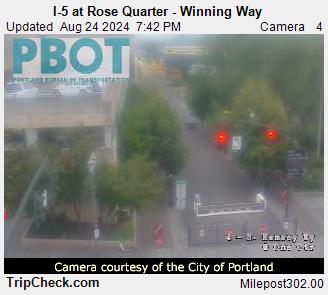 I-5 at Rose Quarter - Winning Way
Updated Aug 24 2024 7:42 PM Camera 4
PBOT
PORTLAND BUREAU OF TRANSPORTATION
Camera courtesy of the City of Portland
TripCheck.com Milepost302.00